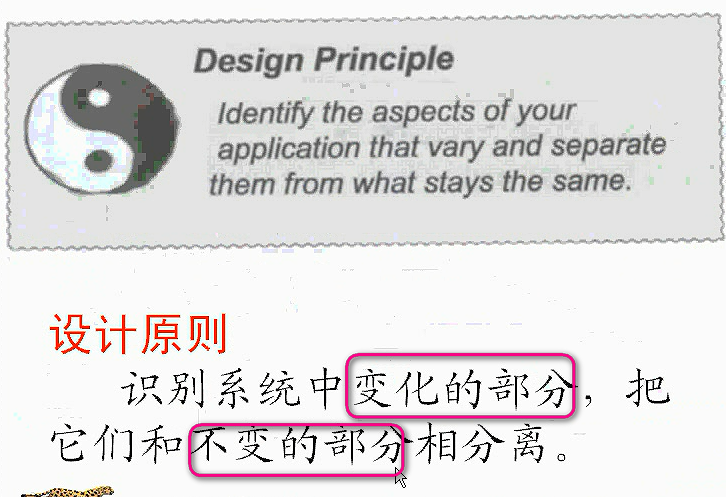 Design Principle
Identify the aspects of your
application that vary and separate
them from what stays the same.
设计原则
识别系统中变化的部分，把
它们和不变的部分相分离。